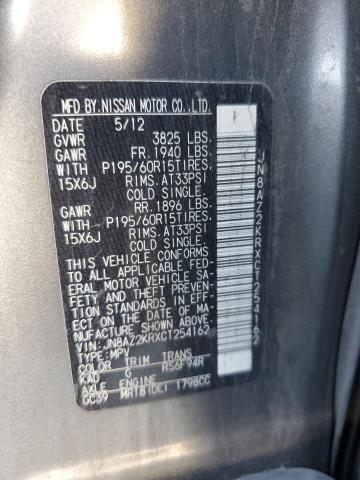 MFD BY.NISSAN MOTOR CO.,LTD.
DATE 5/12
GVWR 3825 LBS.
GAWR FR.1940 LBS.
WITH P195/60R15TIRES,
15X6J RIMS,AT33PSI
COLD SINGLE.
GAWR RR.1896 LBS.
WITH P195/60R15TIRES,
15X6J RIMS,AT33PSI
COLD SINGLE.
THIS VEHICLE CONFORMS
TO ALL APPLICABLE FED-
ERAL MOTOR VEHICLE SA-
FETY AND THEFT PREVEN-
TION STANDARDS IN EFF-
ECT ON THE DATE OF MA-
NUFACTURE SHOWN ABOVE.
VIN: JN8AZ2KRXCT254162
TYPE:MPV
COLOR TRIM TRANS
KAD G RS6F94R
AXLE ENGINE
GC39 MR18(DE) 1798CC
JN8AZ2KRXCT254162